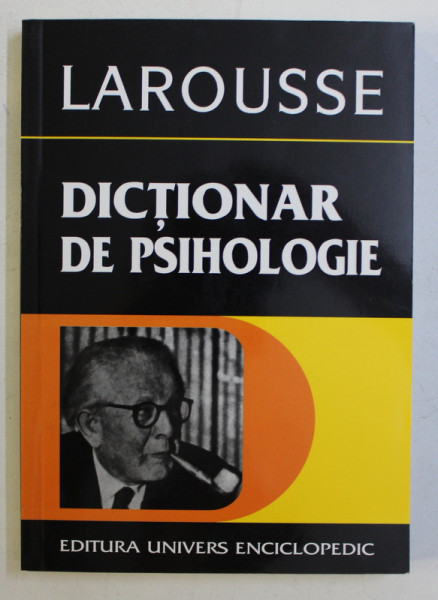 LAROUSSE
DICȚIONAR
DE PSIHOLOGIE
EDITURA UNIVERS ENCICLOPEDIC